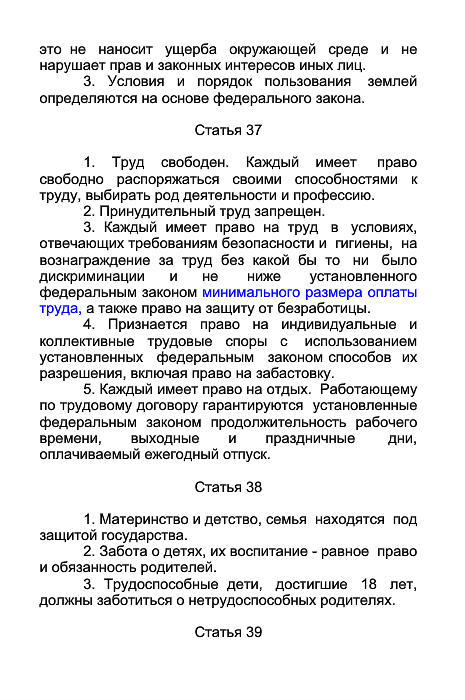 это не наносит ущерба окружающей среде и не
нарушает прав и законных интересов иных лиц.
3. Условия и порядок пользования землей
определяются на основе федерального закона.
Статья 37
1. Труд свободен. Каждый имеет право
свободно распоряжаться своими способностями к
труду, выбирать род деятельности и профессию.
2. Принудительный труд запрещен.
3. Каждый имеет право на труд в условиях,
отвечающих требованиям безопасности и гигиены, на
вознаграждение за труд без какой бы то ни было
дискриминации и не ниже установленного
федеральным законом минимального размера оплаты
труда, а также право на защиту от безработицы.
4. Признается право на индивидуальные и
коллективные трудовые споры с использованием
установленных федеральным законом способов их
разрешения, включая право на забастовку.
5. Каждый имеет право на отдых. Работающему
по трудовому договору гарантируются установленные
федеральным законом продолжительность рабочего
времени, выходные и праздничные дни,
оплачиваемый ежегодный отпуск.
Статья 38
1. Материнство и детство, семья находятся под
защитой государства.
2. Забота о детях, их воспитание - равное право
и обязанность родителей.
3. Трудоспособные дети, достигшие 18 лет,
должны заботиться о нетрудоспособных родителях.
Статья 39